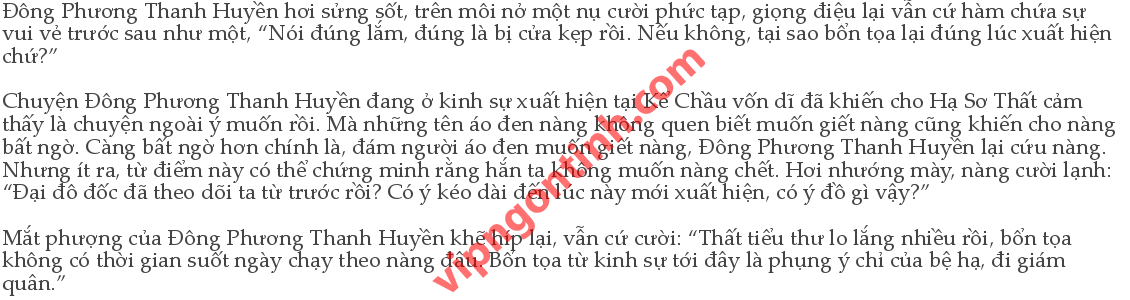 Đông Phương Thanh Huyền hơi sửng sốt, trên môi nở một nụ cười phức tạp, giọng điệu lại vẫn cứ hàm chứa sự
vui vẻ trước sau như một, “Nói đúng lắm, đúng là bị cửa kẹp rồi. Nếu không, tại sao bổn tọa lại đúng lúc xuất hiện
chứ?”
Chuyện Đông Phương Thanh Huyền đang ở kinh sự xuất hiện tại Kế Châu vốn dĩ đã khiến cho Hạ Sơ Thất cảm
thấy là chuyện ngoài ý muốn rồi. Mà những tên áo đen nàng không quen biết muốn giết nàng cũng khiến cho nàng
bất ngờ. Càng bất ngờ hơn chính là, đám người áo đen muốn giết nàng, Đông Phương Thanh Huyền lại cứu nàng.
Nhưng ít ra, từ điểm này có thể chứng minh rằng hắn ta không muốn nàng chết. Hơi nhướng mày, nàng cười lạnh:
“Đại đô đốc đã theo dõi ta từ trước rồi? Có ý kéo dài đến lúc này mới xuất hiện, có ý đồ gì vậy?”
Mắt phượng của Đông Phương Thanh Huyền khẽ híp lại, vẫn cứ cười: “Thất tiểu thư lo lắng nhiều rồi, bổn tọa
không có thời gian suốt ngày chạy theo nàng đâu. Bổn tọa từ kinh sự tới đây là phụng ý chỉ của bệ hạ, đi giám
quân.”
vipngontinh.com